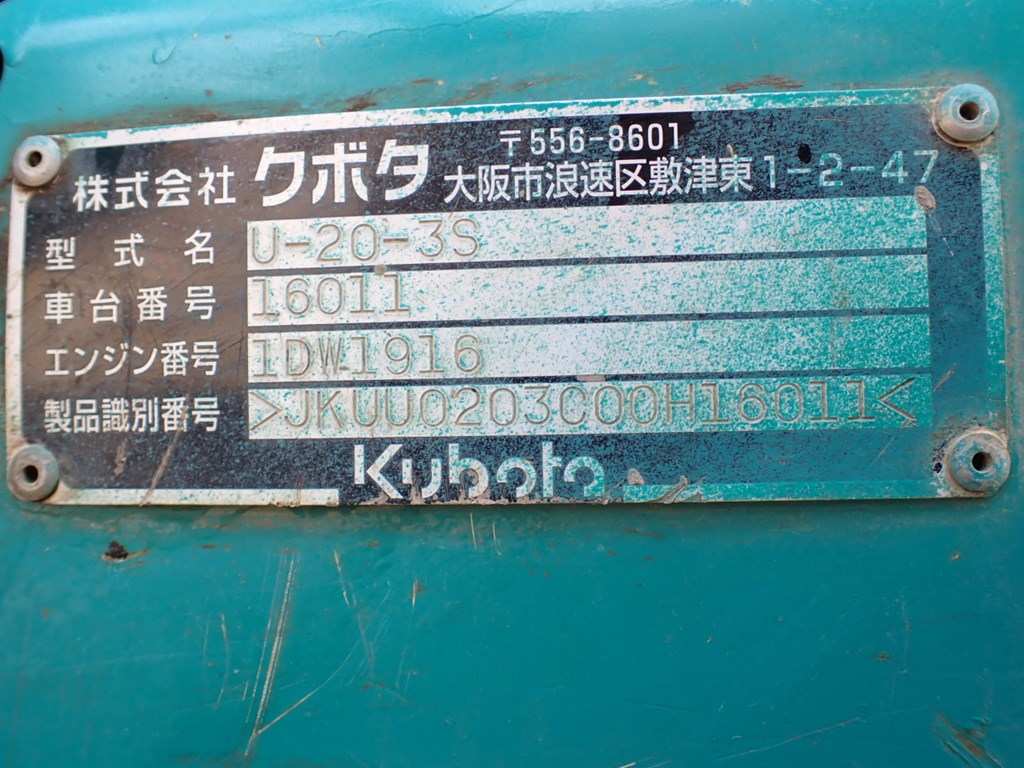 株式会社 クボタ 〒556-8601
大阪市浪速区敷津東1-2-47
型式名 U-20-3S
車台番号 16011
エンジン番号 1DW1916
製品識別番号 >JKUU0203C00H16011<
Kubota